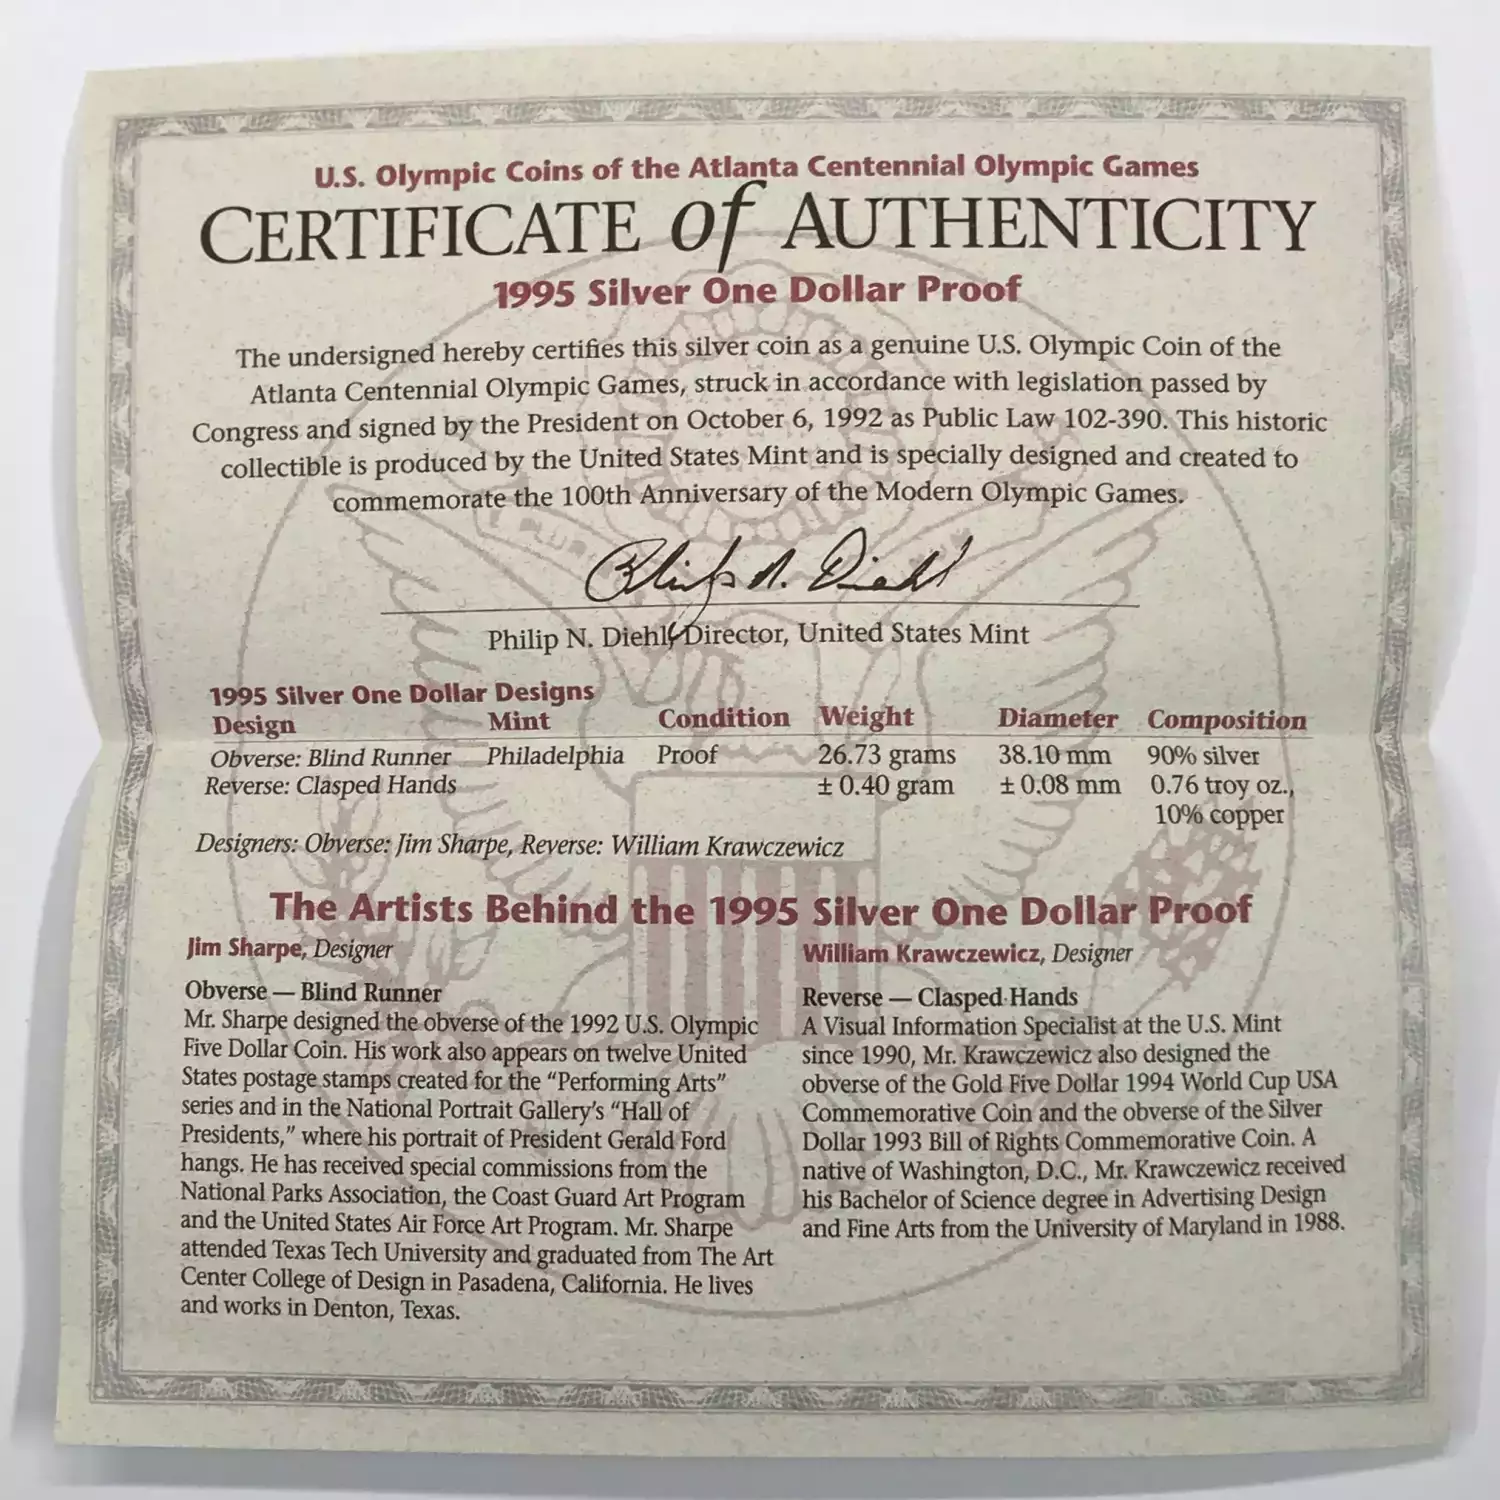 U.S. Olympic Coins of the Atlanta Centennial Olympic Games
CERTIFICATE of AUTHENTICITY
1995 Silver One Dollar Proof
The undersigned hereby certifies this silver coin as a genuine U.S. Olympic Coin of the
Atlanta Centennial Olympic Games, struck in accordance with legislation passed by
Congress and signed by the President on October 6, 1992 as Public Law 102-390. This historic
collectible is produced by the United States Mint and is specially designed and created to
commemorate the 100th Anniversary of the Modern Olympic Games.
Philip N. Diehl
Philip N. Diehl, Director, United States Mint
1995 Silver One Dollar Designs
Design Mint Condition Weight Diameter Composition
Obverse: Blind Runner Philadelphia Proof 26.73 grams 38.10 mm 90% silver
Reverse: Clasped Hands ± 0.40 gram ± 0.08 mm 0.76 troy oz.,
10% copper
Designers: Obverse: Jim Sharpe, Reverse: William Krawczewicz
The Artists Behind the 1995 Silver One Dollar Proof
Jim Sharpe, Designer
Obverse — Blind Runner
Mr. Sharpe designed the obverse of the 1992 U.S. Olympic
Five Dollar Coin. His work also appears on twelve United
States postage stamps created for the “Performing Arts”
series and in the National Portrait Gallery’s “Hall of
Presidents,” where his portrait of President Gerald Ford
hangs. He has received special commissions from the
National Parks Association, the Coast Guard Art Program
and the United States Air Force Art Program. Mr. Sharpe
attended Texas Tech University and graduated from The Art
Center College of Design in Pasadena, California. He lives
and works in Denton, Texas.
William Krawczewicz, Designer
Reverse — Clasped Hands
A Visual Information Specialist at the U.S. Mint
since 1990, Mr. Krawczewicz also designed the
obverse of the Gold Five Dollar 1994 World Cup USA
Commemorative Coin and the obverse of the Silver
Dollar 1993 Bill of Rights Commemorative Coin. A
native of Washington, D.C., Mr. Krawczewicz received
his Bachelor of Science degree in Advertising Design
and Fine Arts from the University of Maryland in 1988.